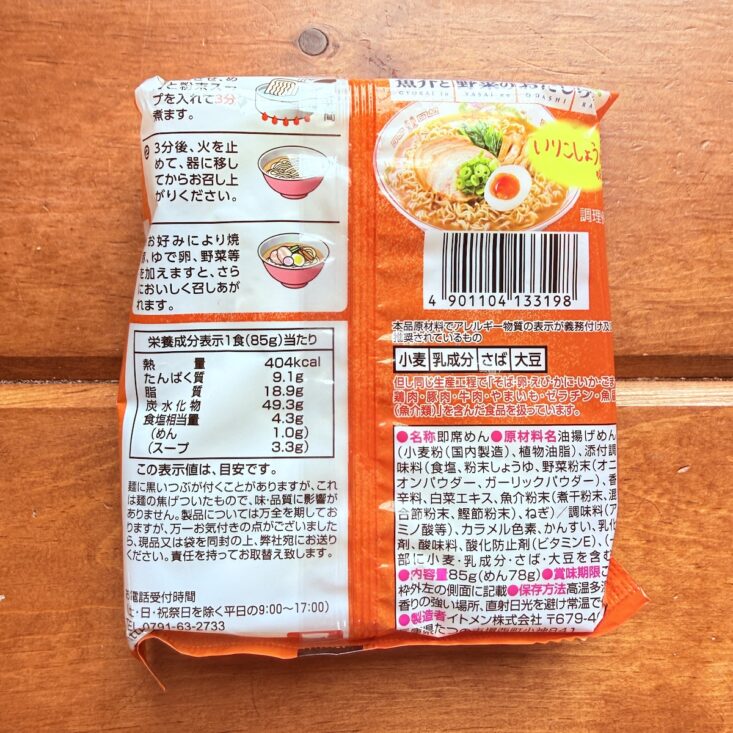 と粉末スー
プを入れて3分
煮ます。
間
3分後、火を止
めて、器に移し
てからお召し上
がりください。
お好みにより焼
豚、ゆで卵、野菜等
を加えますと、さら
においしく召しあが
れます。
栄養成分表示1食(85g)当たり
熱量 404kcal
たんぱく質 9.1g
脂質 18.9g
炭水化物 49.3g
食塩相当量 4.3g
(めん 1.0g)
(スープ 3.3g)
この表示値は、目安です。
麺に黒いつぶが付くことがありますが、これ
は麺の焦げついたもので、味・品質に影響が
ありません。製品については万全を期してお
りますが、万一お気付きの点がございました
ら、現品又は袋を同封の上、弊社宛にお送り
ください。責任を持ってお取替え致します。
お電話受付時間
(土・日・祝祭日を除く平日の9:00〜17:00)
TEL 0791-63-2733
魚介と野菜のおだし
GYOKAI to YASAI no ODASHI RA
いりこしょう
調理
4 901104 133198
本品原材料でアレルギー物質の表示が義務付け及
推奨されているもの
小麦 乳成分 さば 大豆
但し同じ生産工程で「そば・卵・えび・かに・いか・ごま
鶏肉・豚肉・牛肉・やまいも・ゼラチン・魚
(魚介類)」を含んだ食品を扱っています。
●名称 即席めん ●原材料名 油揚げめん
(小麦粉(国内製造)、植物油脂)、添付調
味料(食塩、粉末しょうゆ、野菜粉末(オニ
オンパウダー、ガーリックパウダー)、香
辛料、白菜エキス、魚介粉末(煮干粉末、混
合節粉末、鰹節粉末)、ねぎ)/調味料(ア
ミノ酸等)、カラメル色素、かんすい、乳化
剤、酸味料、酸化防止剤(ビタミンE)、(一
部に小麦・乳成分・さば・大豆を含む
●内容量 85g(めん78g) ●賞味期限 こ
枠外左の側面に記載 ●保存方法 高温多湿
香りの強い場所、直射日光を避け常温で
●製造者 イトメン株式会社 〒679-4